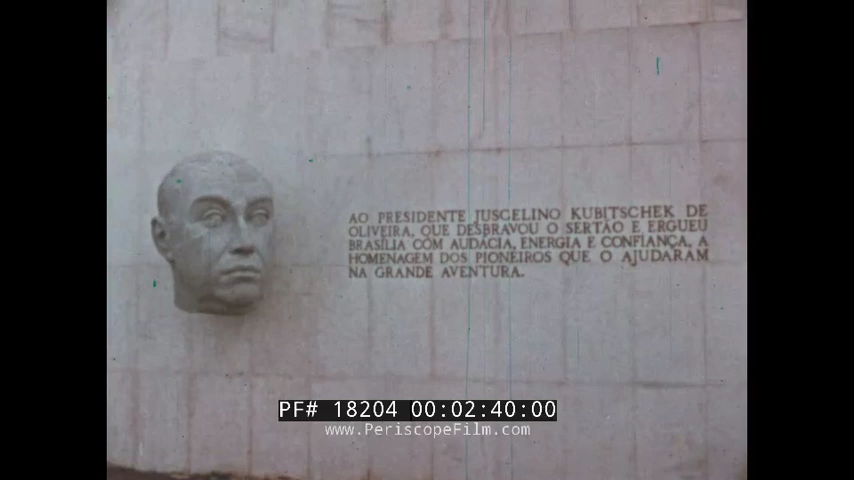 AO PRESIDENTE JUSCELINO KUBITSCHEK DE
OLIVEIRA, QUE DESBRAVOU O SERTÃO E ERGUEU
BRASÍLIA COM AUDÁCIA, ENERGIA E CONFIANÇA, A
HOMENAGEM DOS PIONEIROS QUE O AJUDARAM
NA GRANDE AVENTURA.
PF# 18204 00:02:40:00
www.PeriscopeFilm.com